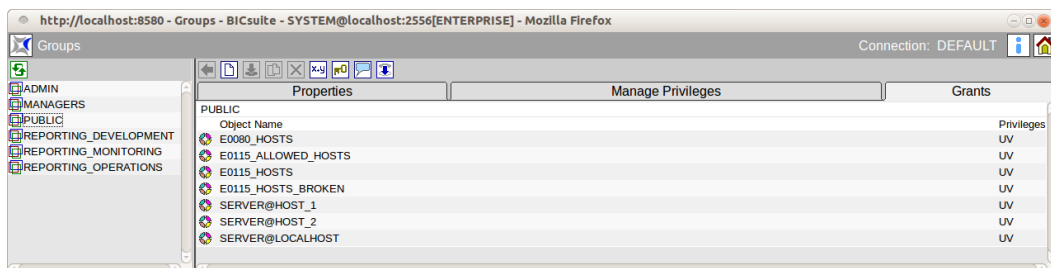 http://localhost:8580 - Groups - BICsuite - SYSTEM@localhost:2556[ENTERPRISE] - Mozilla Firefox
Groups
Connection: DEFAULT
ADMIN
MANAGERS
PUBLIC
REPORTING_DEVELOPMENT
REPORTING_MONITORING
REPORTING_OPERATIONS
x.y
Properties
Manage Privileges
Grants
PUBLIC
Object Name Privileges
E0080_HOSTS UV
E0115_ALLOWED_HOSTS UV
E0115_HOSTS UV
E0115_HOSTS_BROKEN UV
SERVER@HOST_1 UV
SERVER@HOST_2 UV
SERVER@LOCALHOST UV